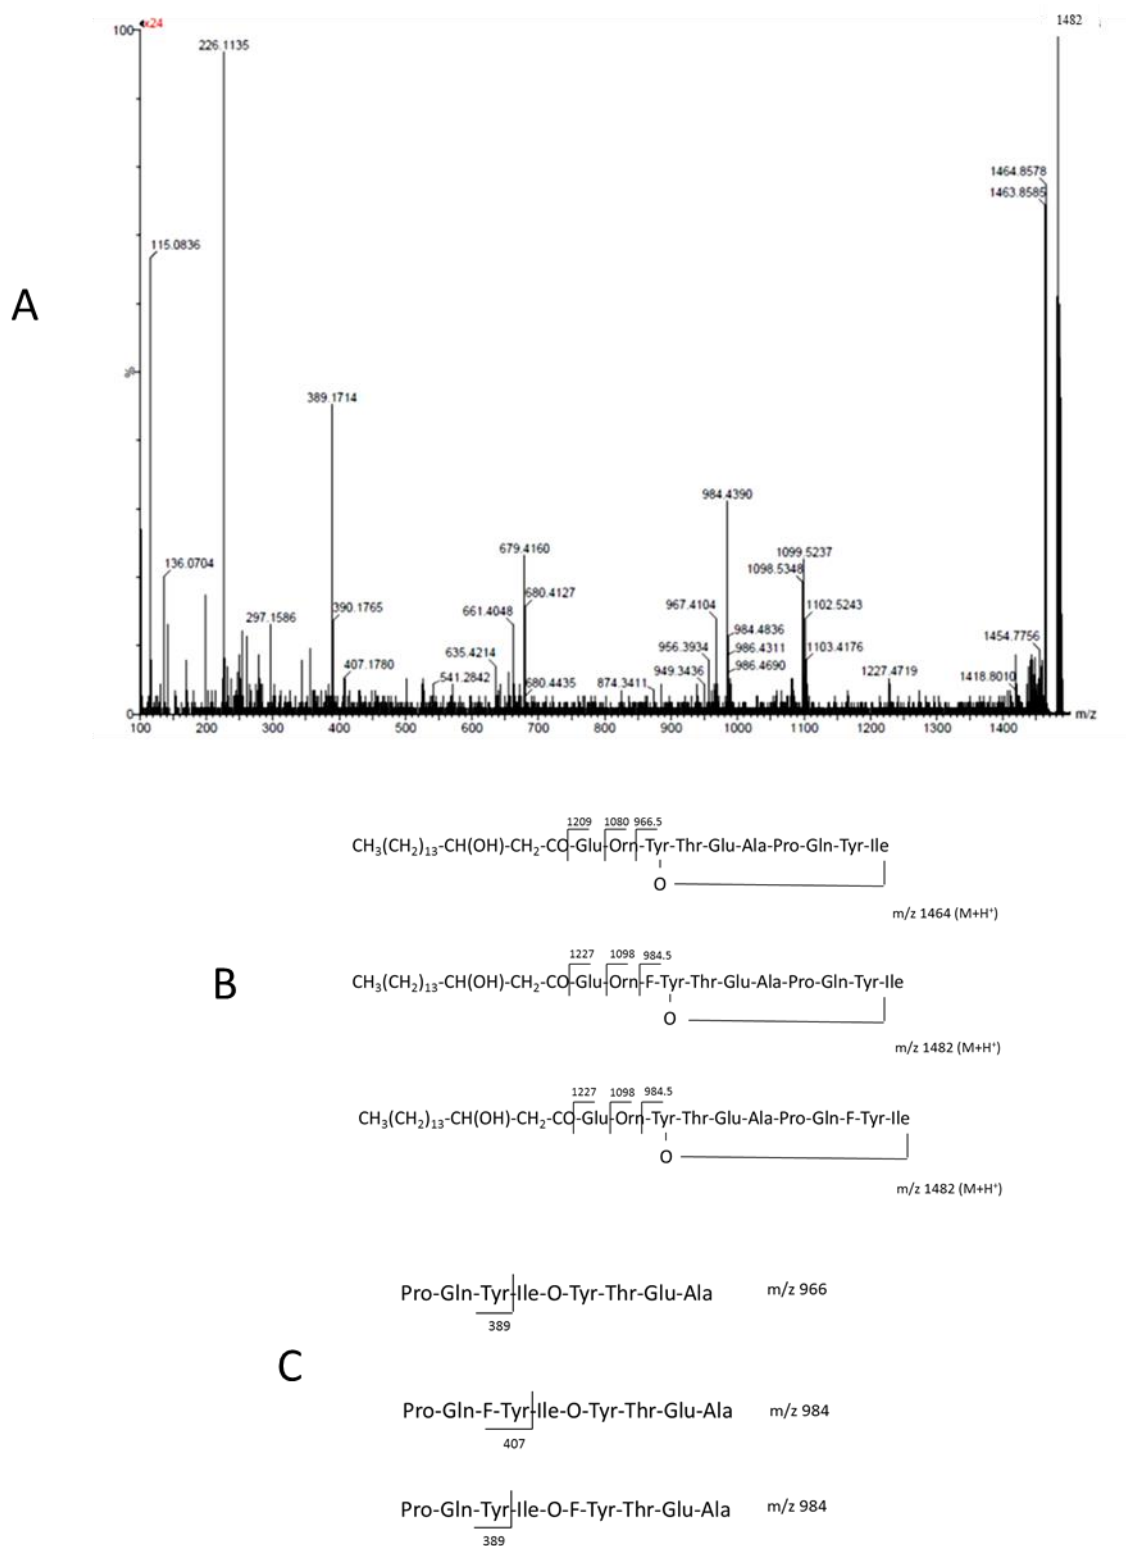 1482
x24
100
226.1135
1464.8578
1463.8585
115.0836
A
%
389.1714
984.4390
679.4160
1099.5237
1098.5348
136.0704
680.4127
297.1586
390.1765
661.4048
967.4104
1102.5243
984.4836
986.4311
1454.7756
635.4214
956.3934
1103.4176
407.1780
986.4690
949.3436
541.2842
680.4435
874.3411
1227.4719
1418.8010
0
m/z
100 200 300 400 500 600 700 800 900 1000 1100 1200 1300 1400
1209 1080 966.5
CH3(CH2)13-CH(OH)-CH2-CO-Glu-Orn-Tyr-Thr-Glu-Ala-Pro-Gln-Tyr-Ile
O
m/z 1464 (M+H+)
B
1227 1098 984.5
CH3(CH2)13-CH(OH)-CH2-CO-Glu-Orn-F-Tyr-Thr-Glu-Ala-Pro-Gln-Tyr-Ile
O
m/z 1482 (M+H+)
1227 1098 984.5
CH3(CH2)13-CH(OH)-CH2-CO-Glu-Orn-Tyr-Thr-Glu-Ala-Pro-Gln-F-Tyr-Ile
O
m/z 1482 (M+H+)
Pro-Gln-Tyr-Ile-O-Tyr-Thr-Glu-Ala m/z 966
389
C
Pro-Gln-F-Tyr-Ile-O-Tyr-Thr-Glu-Ala m/z 984
407
Pro-Gln-Tyr-Ile-O-F-Tyr-Thr-Glu-Ala m/z 984
389